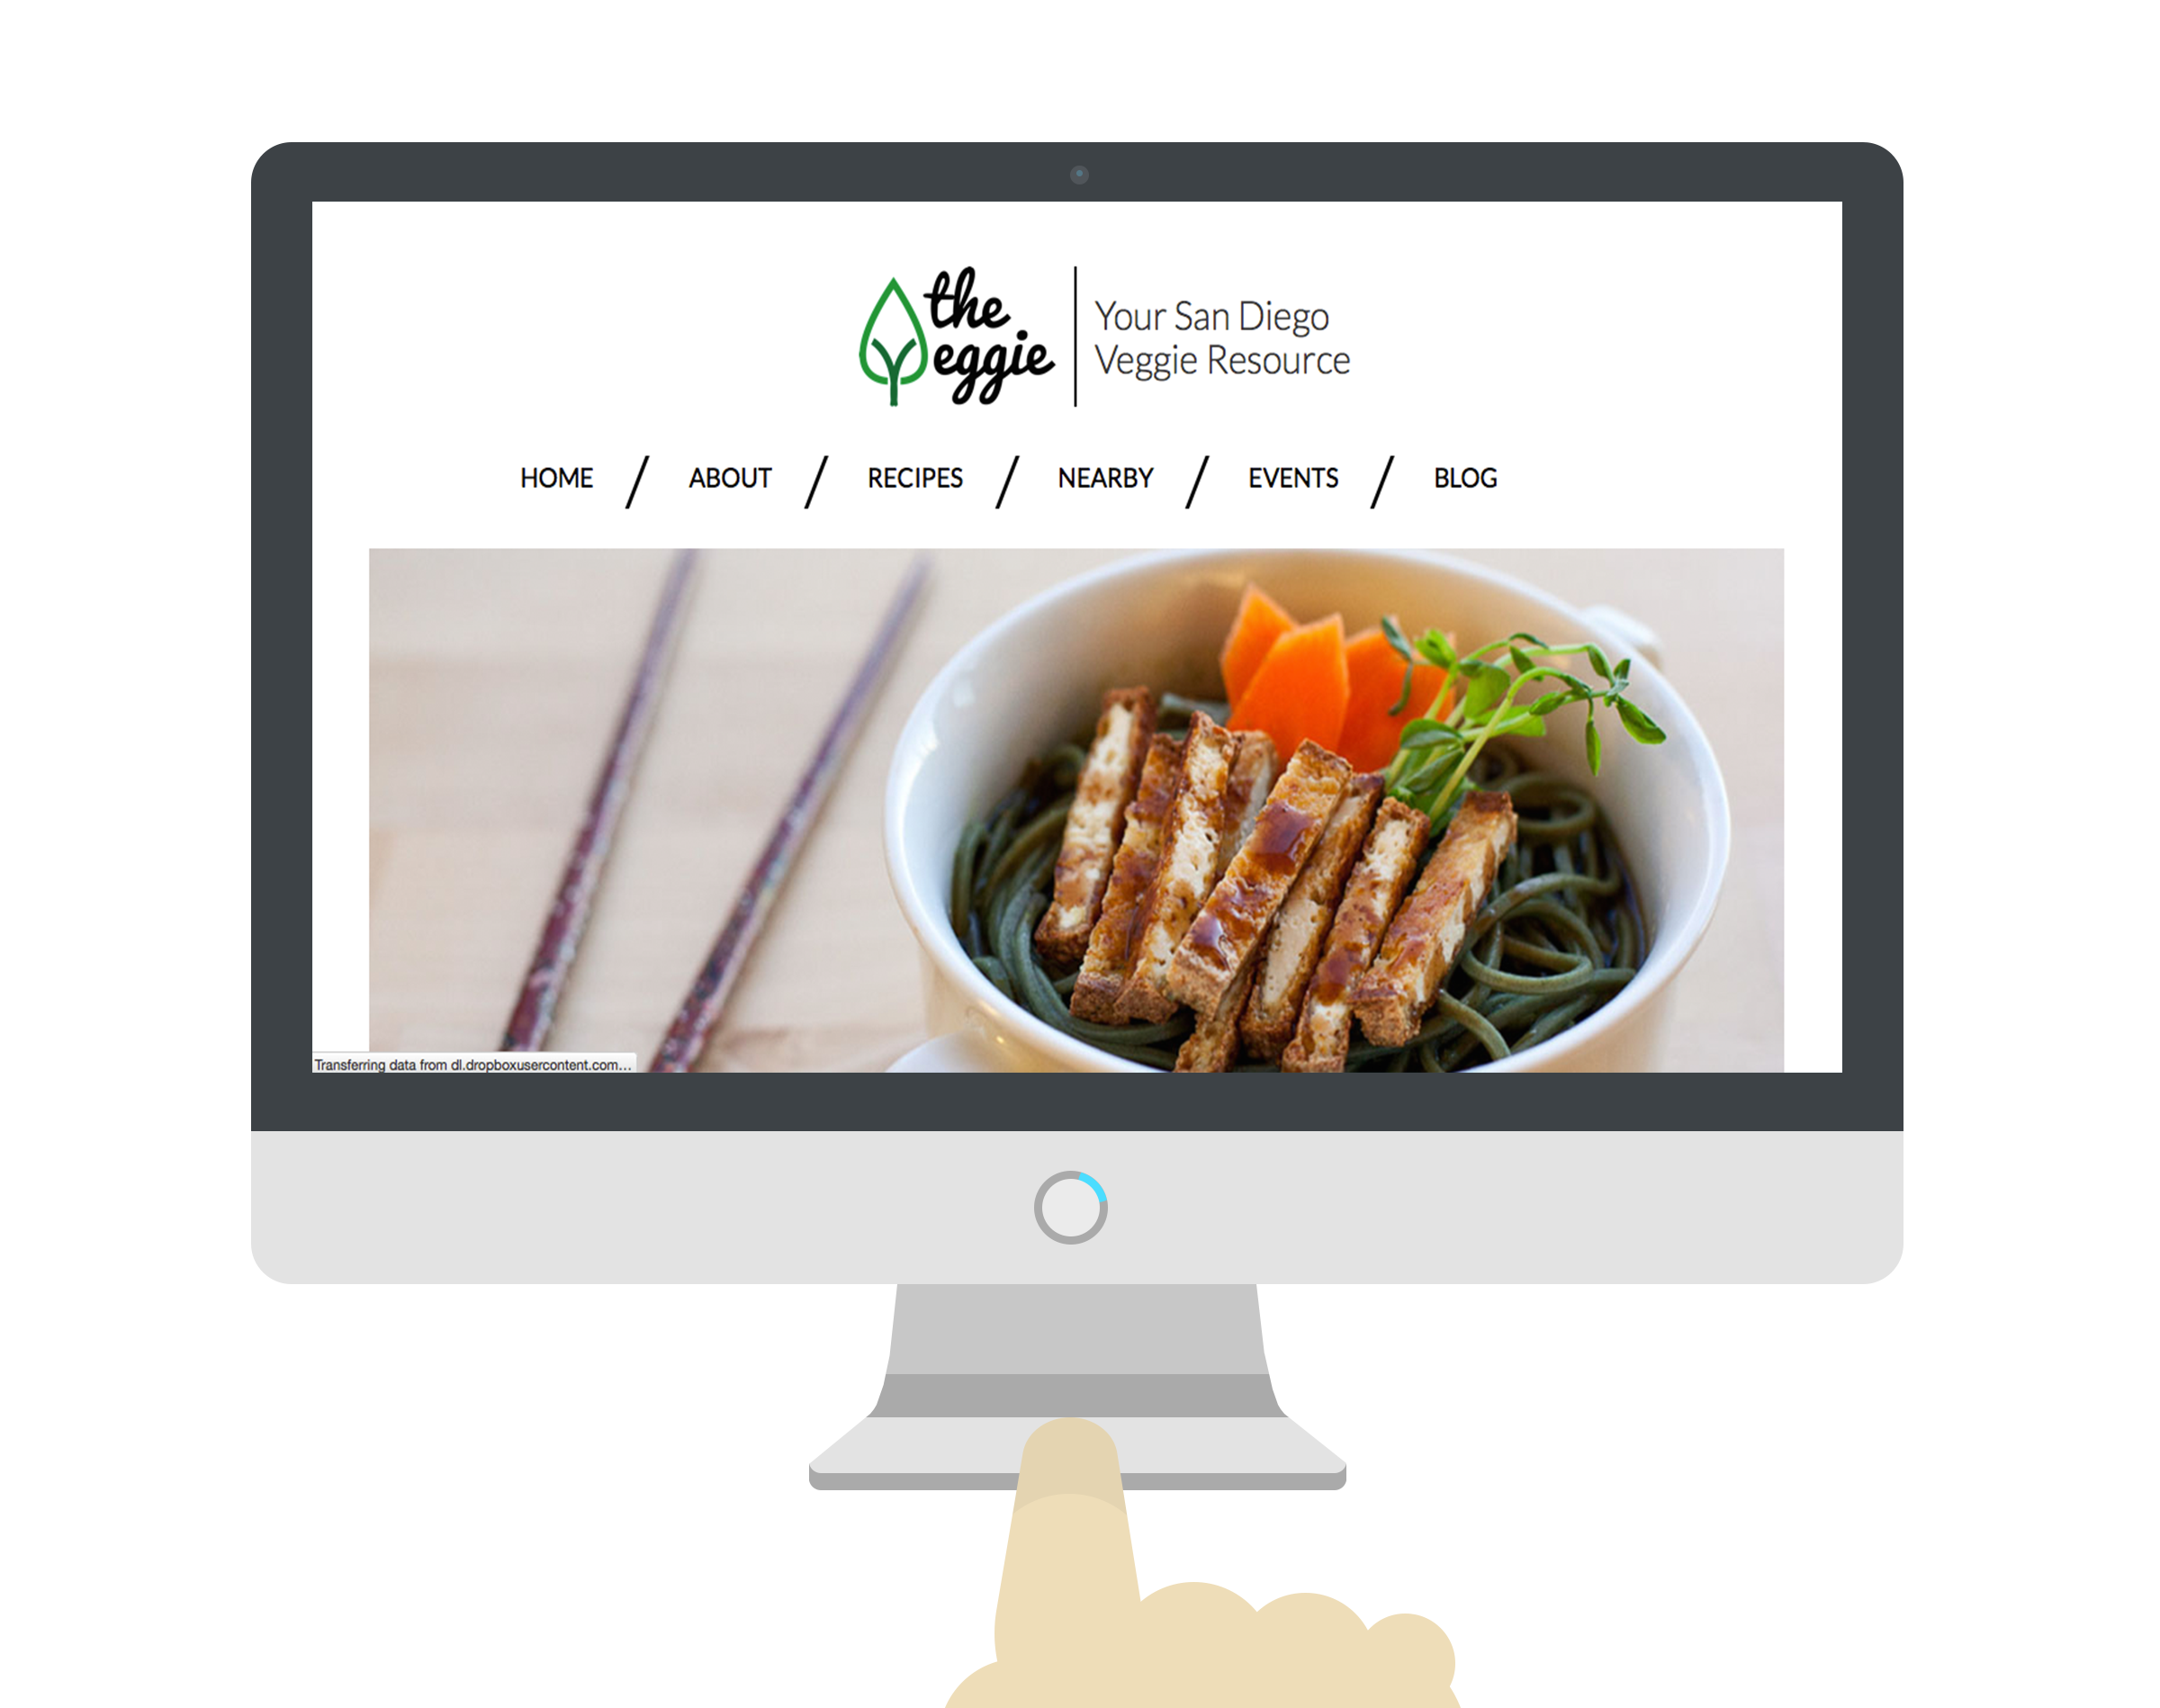 the
veggie
Your San Diego
Veggie Resource
HOME / ABOUT / RECIPES / NEARBY / EVENTS / BLOG
Transferring data from dl.dropboxusercontent.com...